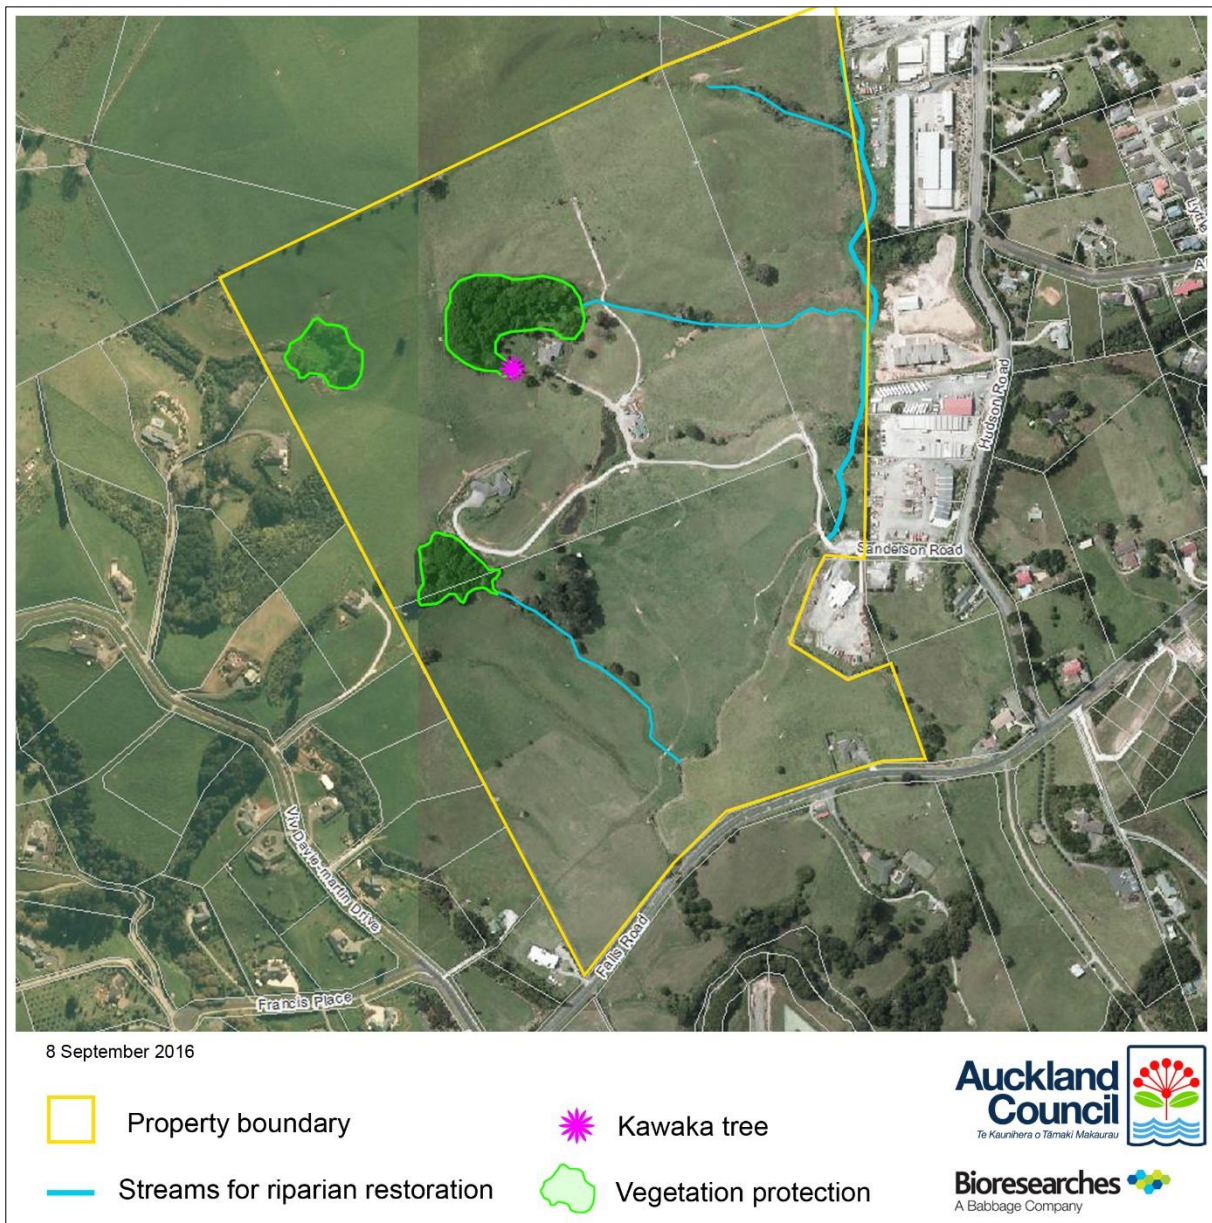 Lyttle
Hudson Road
Sanderson Road
Viv Davie-martin Drive
Falls Road
Francis Place
8 September 2016
Property boundary
Kawaka tree
Streams for riparian restoration
Vegetation protection
Auckland
Council
Te Kaunihera o Tāmaki Makaurau
Bioresearches
A Babbage Company